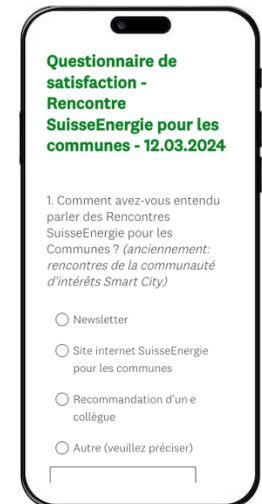 Questionnaire de
satisfaction -
Rencontre
SuisseEnergie pour les
communes - 12.03.2024
1. Comment avez-vous entendu
parler des Rencontres
SuisseEnergie pour les
Communes ? (anciennement:
rencontres de la communauté
d'intérêts Smart City)
Newsletter
Site internet SuisseEnergie
pour les communes
Recommandation d'un·e
collègue
Autre (veuillez préciser)